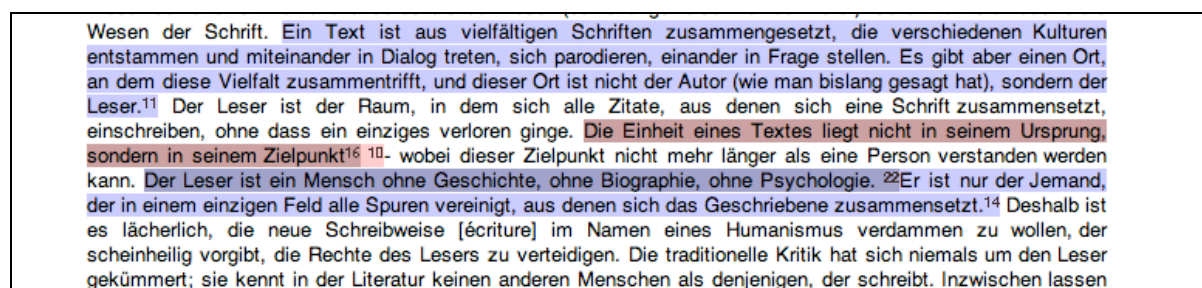 Wesen der Schrift. Ein Text ist aus vielfältigen Schriften zusammengesetzt, die verschiedenen Kulturen
entstammen und miteinander in Dialog treten, sich parodieren, einander in Frage stellen. Es gibt aber einen Ort,
an dem diese Vielfalt zusammentrifft, und dieser Ort ist nicht der Autor (wie man bislang gesagt hat), sondern der
Leser.¹¹ Der Leser ist der Raum, in dem sich alle Zitate, aus denen sich eine Schrift zusammensetzt,
einschreiben, ohne dass ein einziges verloren ginge. Die Einheit eines Textes liegt nicht in seinem Ursprung,
sondern in seinem Zielpunkt¹⁶ ¹⁰- wobei dieser Zielpunkt nicht mehr länger als eine Person verstanden werden
kann. Der Leser ist ein Mensch ohne Geschichte, ohne Biographie, ohne Psychologie. ²²Er ist nur der Jemand,
der in einem einzigen Feld alle Spuren vereinigt, aus denen sich das Geschriebene zusammensetzt.¹⁴ Deshalb ist
es lächerlich, die neue Schreibweise [écriture] im Namen eines Humanismus verdammen zu wollen, der
scheinheilig vorgibt, die Rechte des Lesers zu verteidigen. Die traditionelle Kritik hat sich niemals um den Leser
gekümmert; sie kennt in der Literatur keinen anderen Menschen als denjenigen, der schreibt. Inzwischen lassen